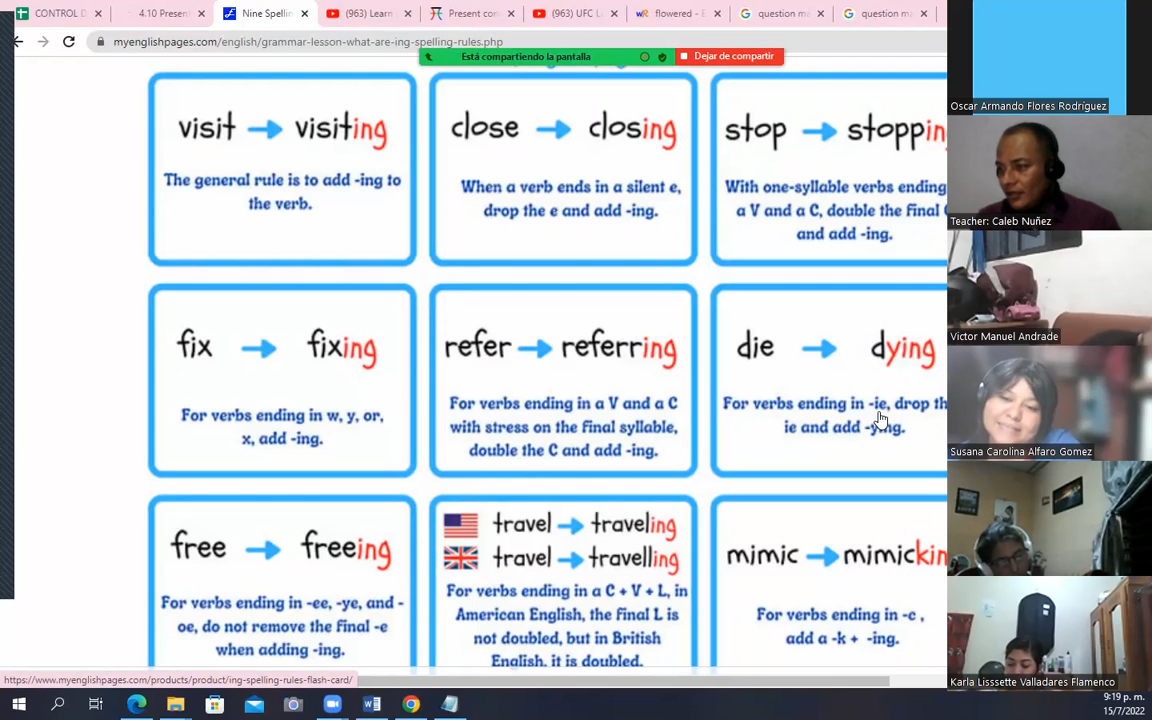 CONTROL D
4.10 Present
Nine Spellin
(963) Learn
Present con
(963) UFC L
flowered - E
question ma
question ma
myenglishpages.com/english/grammar-lesson-what-are-ing-spelling-rules.php
Está compartiendo la pantalla
Dejar de compartir
visit visiting
The general rule is to add -ing to
the verb.
close closing
When a verb ends in a silent e,
drop the e and add -ing.
stop stoppin
With one-syllable verbs ending
a V and a C, double the final C
and add -ing.
fix fixing
For verbs ending in w, y, or,
x, add -ing.
refer referring
For verbs ending in a V and a C
with stress on the final syllable,
double the C and add -ing.
die dying
For verbs ending in -ie, drop th
ie and add -ying.
free freeing
For verbs ending in -ee, -ye, and -
oe, do not remove the final -e
when adding -ing.
travel traveling
travel travelling
For verbs ending in a C + V + L, in
American English, the final L is
not doubled, but in British
English, it is doubled.
mimic mimickin
For verbs ending in -c ,
add a -k + -ing.
https://www.myenglishpages.com/products/product/ing-spelling-rules-flash-card/
Oscar Armando Flores Rodríguez
Teacher: Caleb Nuñez
Victor Manuel Andrade
Susana Carolina Alfaro Gomez
Karla Lisssette Valladares Flamenco
9:19 p. m.
15/7/2022